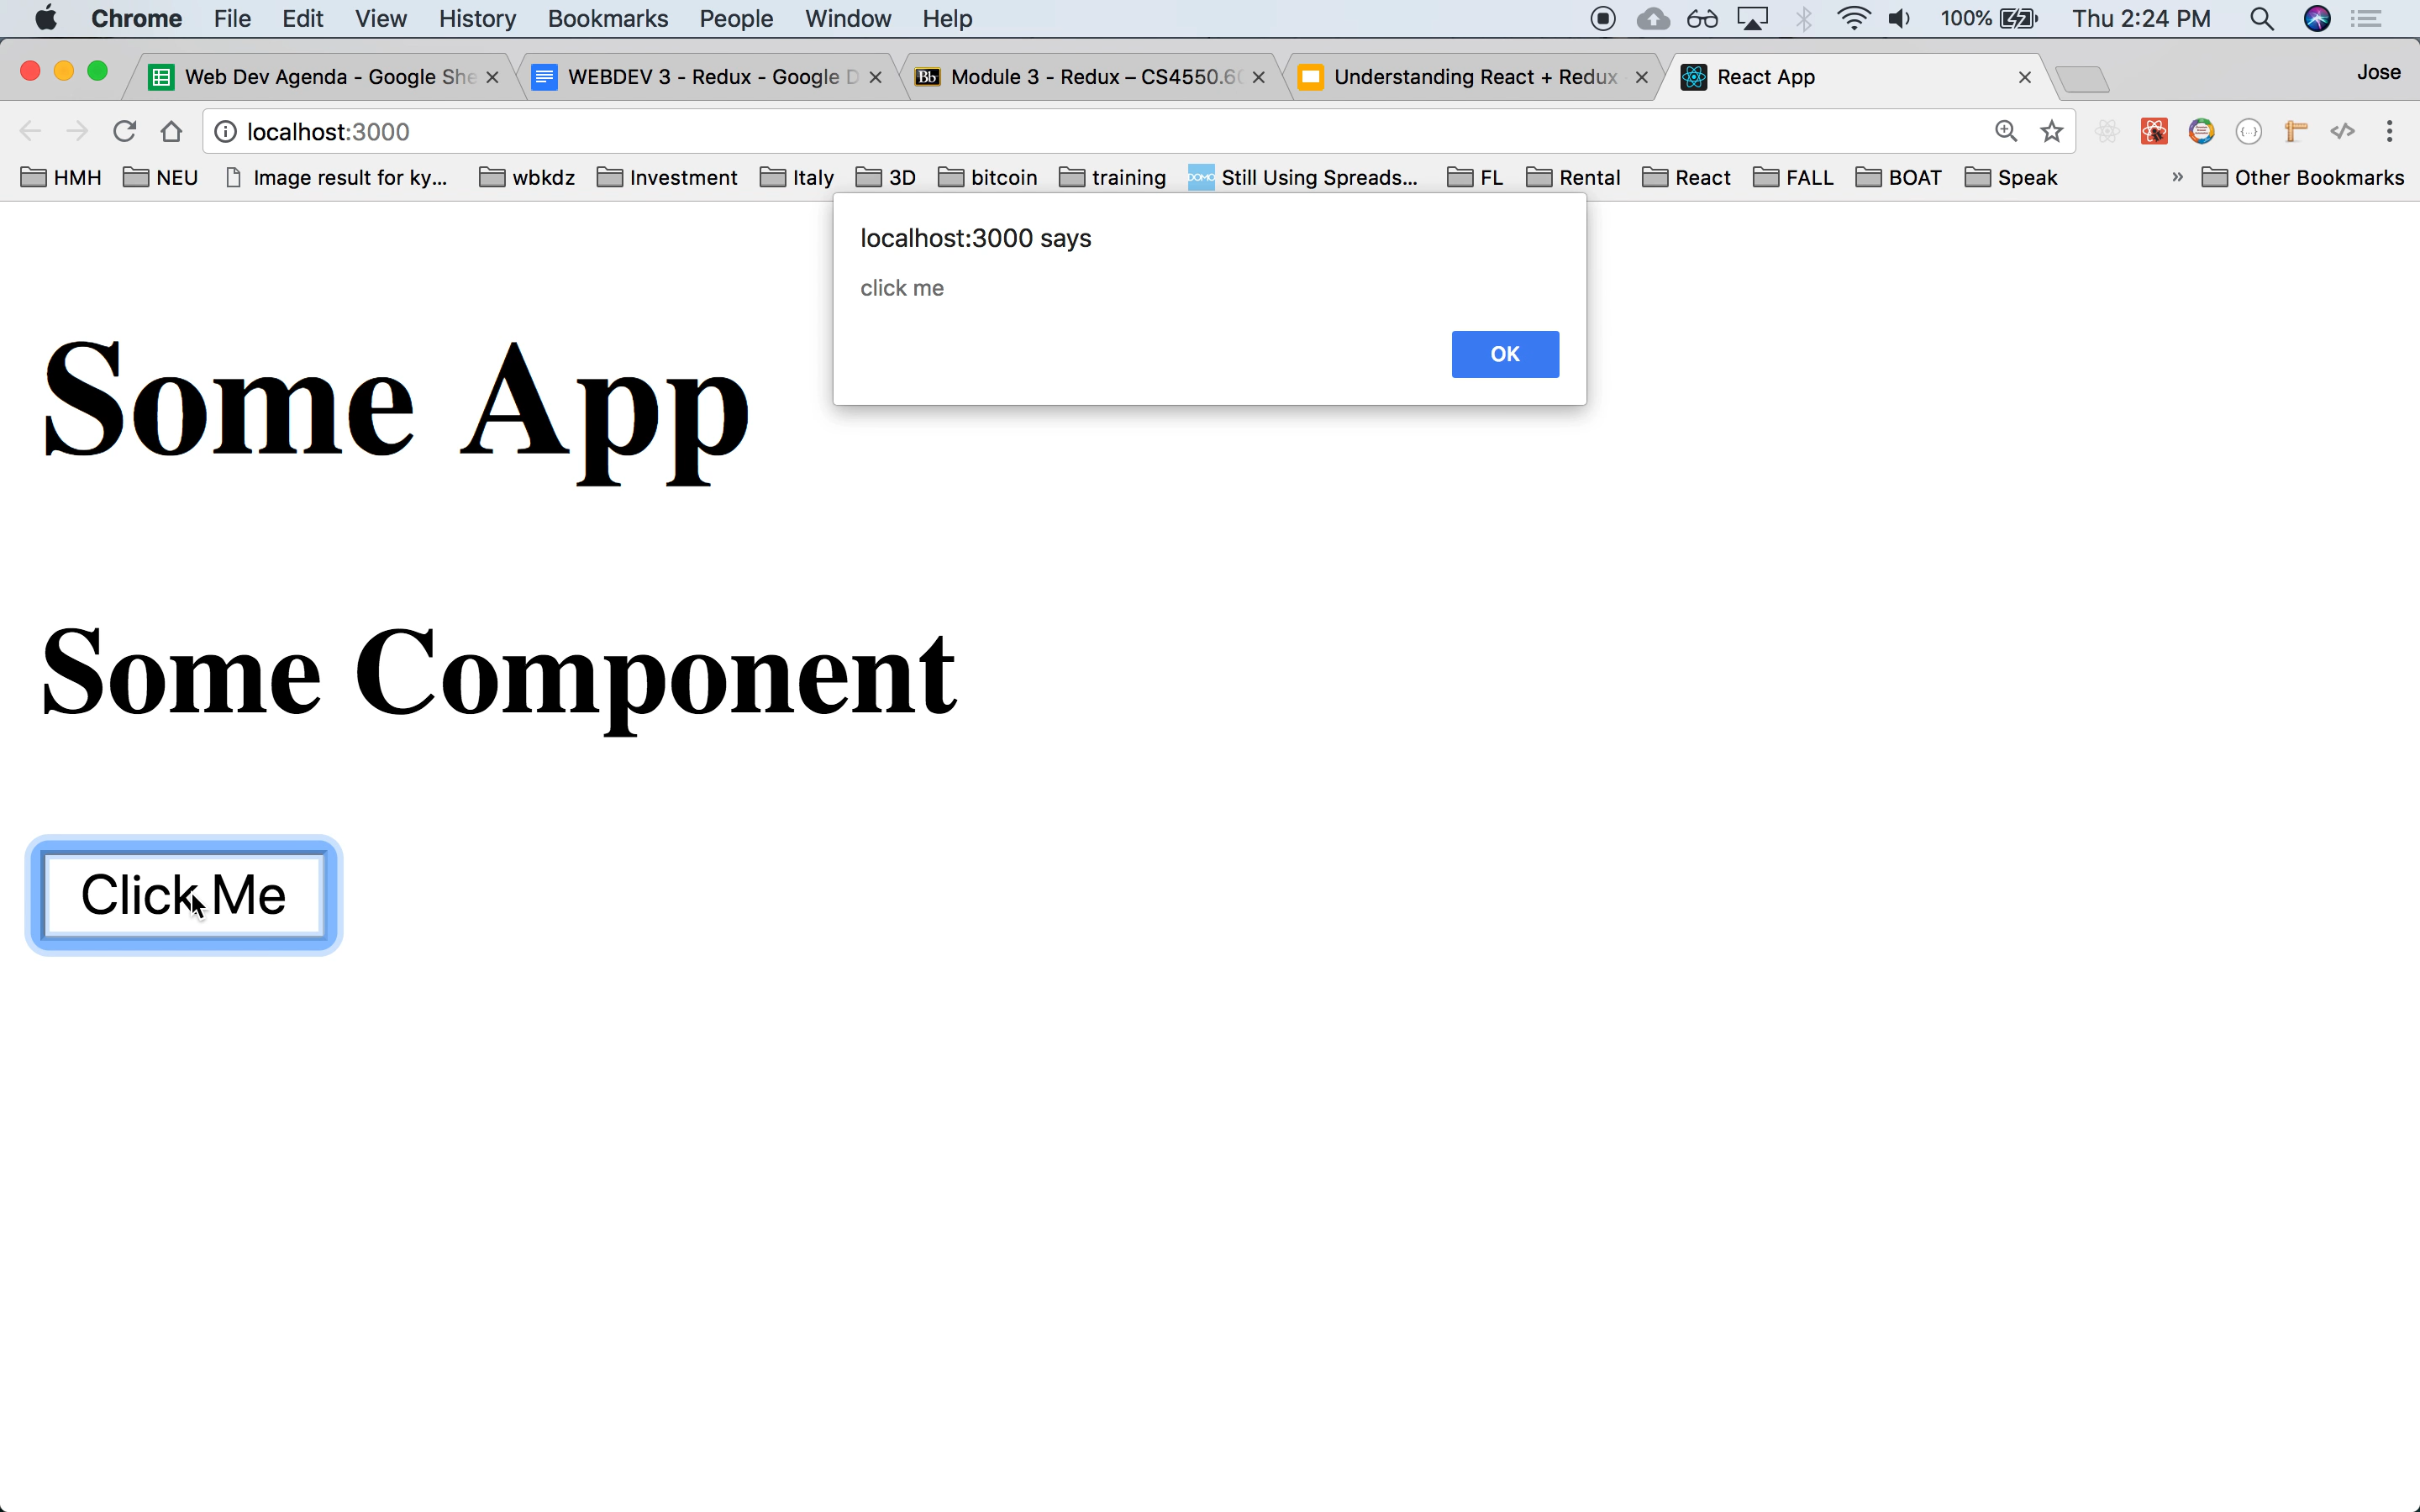 Chrome File Edit View History Bookmarks People Window Help 100% Thu 2:24 PM
Web Dev Agenda - Google She WEBDEV 3 - Redux - Google D Bb Module 3 - Redux – CS4550.60 Understanding React + Redux React App Jose
localhost:3000
HMH NEU Image result for ky... wbkdz Investment Italy 3D bitcoin training DOMO Still Using Spreads... FL Rental React FALL BOAT Speak » Other Bookmarks
localhost:3000 says
click me
OK
Some App
Some Component
Click Me